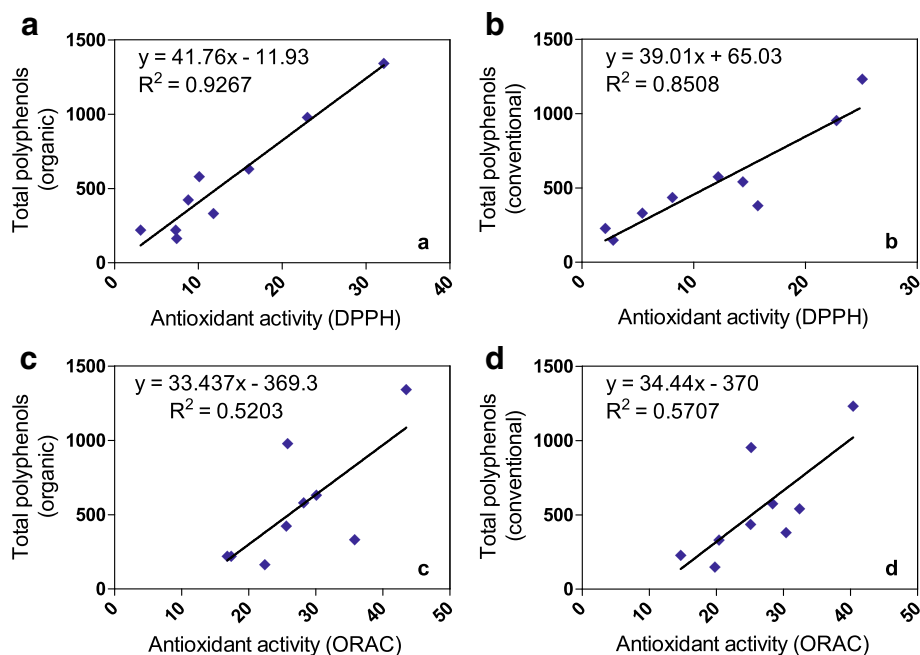 a
y = 41.76x - 11.93
R² = 0.9267
Total polyphenols
(organic)
1500
1000
500
0
0 10 20 30 40
Antioxidant activity (DPPH)
a
b
y = 39.01x + 65.03
R² = 0.8508
Total polyphenols
(conventional)
1500
1000
500
0
0 10 20 30
Antioxidant activity (DPPH)
b
c
y = 33.437x - 369.3
R² = 0.5203
Total polyphenols
(organic)
1500
1000
500
0
0 10 20 30 40 50
Antioxidant activity (ORAC)
c
d
y = 34.44x - 370
R² = 0.5707
Total polyphenols
(conventional)
1500
1000
500
0
0 10 20 30 40 50
Antioxidant activity (ORAC)
d